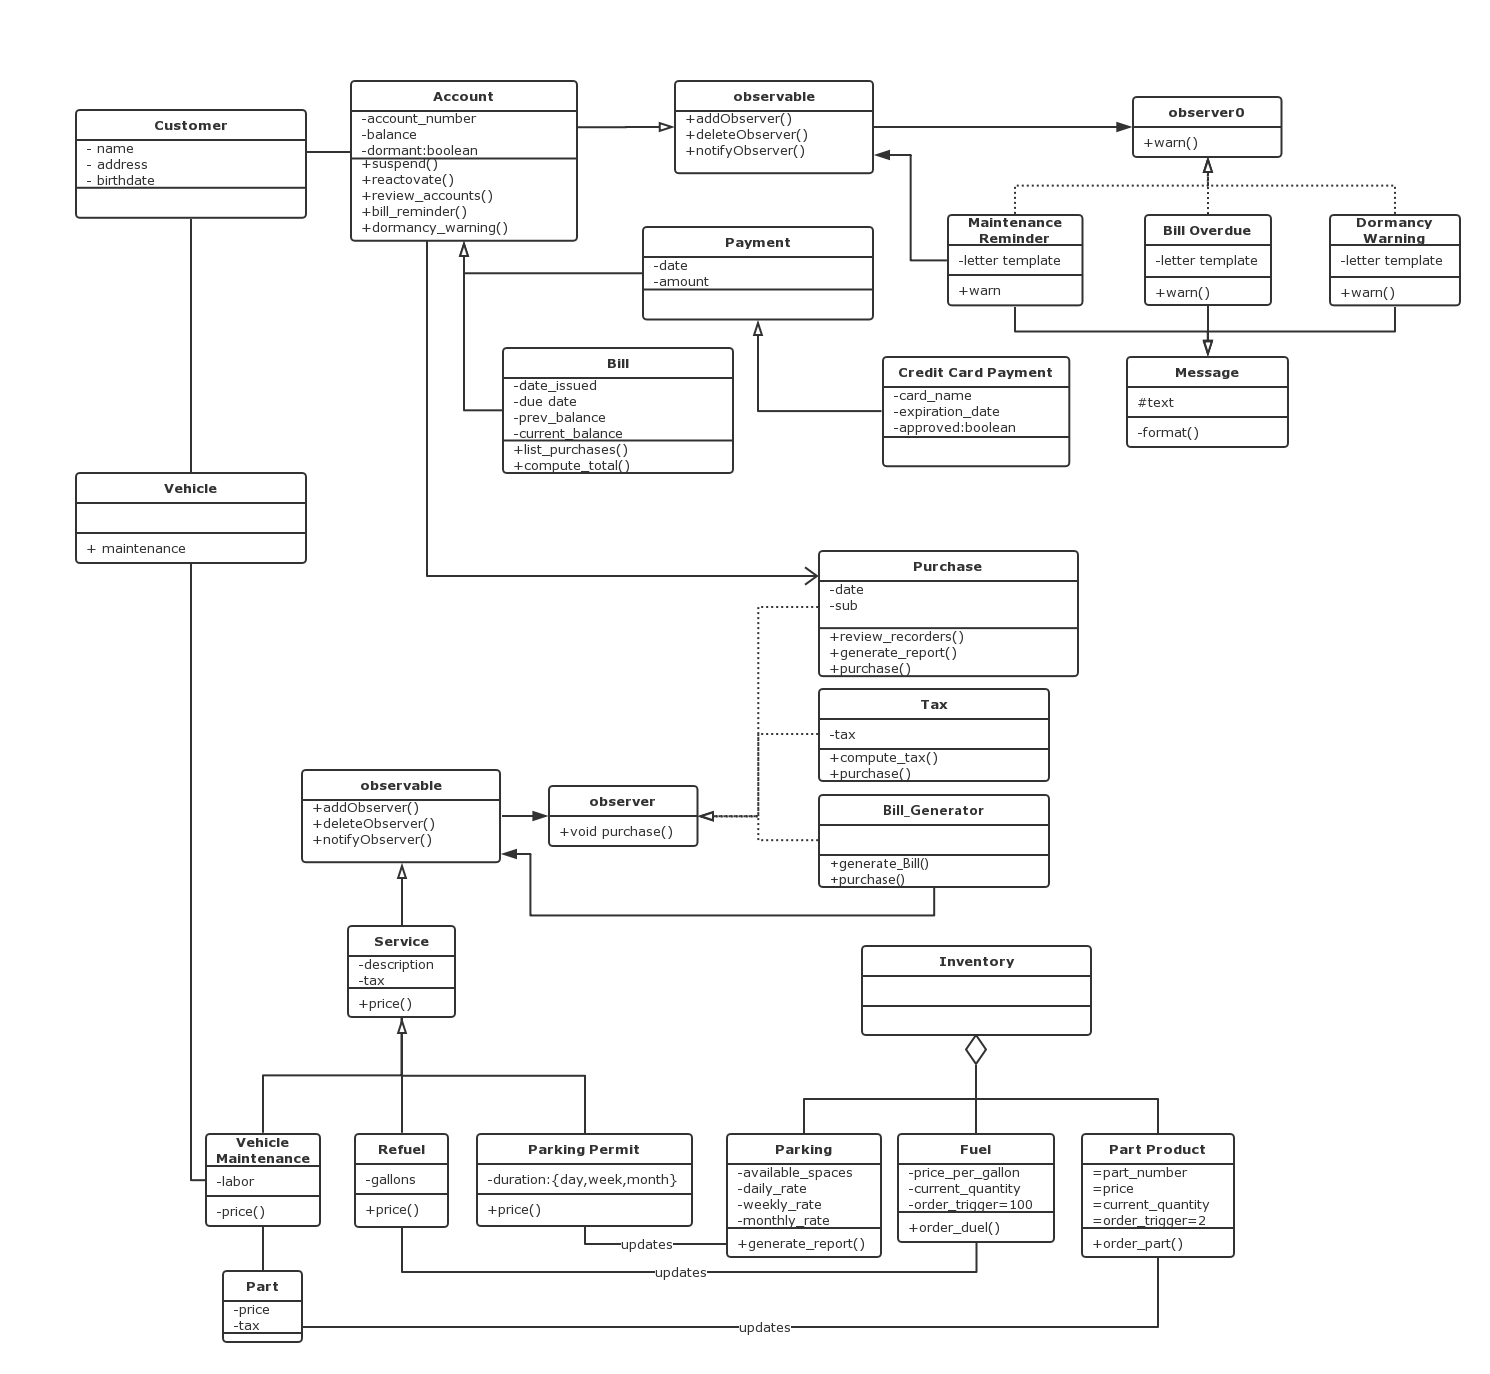 Customer
- name
- address
- birthdate
Account
-account_number
-balance
-dormant:boolean
+suspend()
+reactovate()
+review_accounts()
+bill_reminder()
+dormancy_warning()
observable
+addObserver()
+deleteObserver()
+notifyObserver()
observer0
+warn()
Maintenance
Reminder
-letter template
+warn
Bill Overdue
-letter template
+warn()
Dormancy
Warning
-letter template
+warn()
Payment
-date
-amount
Bill
-date_issued
-due date
-prev_balance
-current_balance
+list_purchases()
+compute_total()
Credit Card Payment
-card_name
-expiration_date
-approved:boolean
Message
#text
-format()
Vehicle
+ maintenance
Purchase
-date
-sub
+review_recorders()
+generate_report()
+purchase()
Tax
-tax
+compute_tax()
+purchase()
observable
+addObserver()
+deleteObserver()
+notifyObserver()
observer
+void purchase()
Bill_Generator
+generate_Bill()
+purchase()
Service
-description
-tax
+price()
Inventory
Vehicle
Maintenance
-labor
-price()
Refuel
-gallons
+price()
Parking Permit
-duration:{day,week,month}
+price()
Parking
-available_spaces
-daily_rate
-weekly_rate
-monthly_rate
+generate_report()
Fuel
-price_per_gallon
-current_quantity
-order_trigger=100
+order_duel()
Part Product
=part_number
=price
=current_quantity
=order_trigger=2
+order_part()
updates
updates
Part
-price
-tax
updates